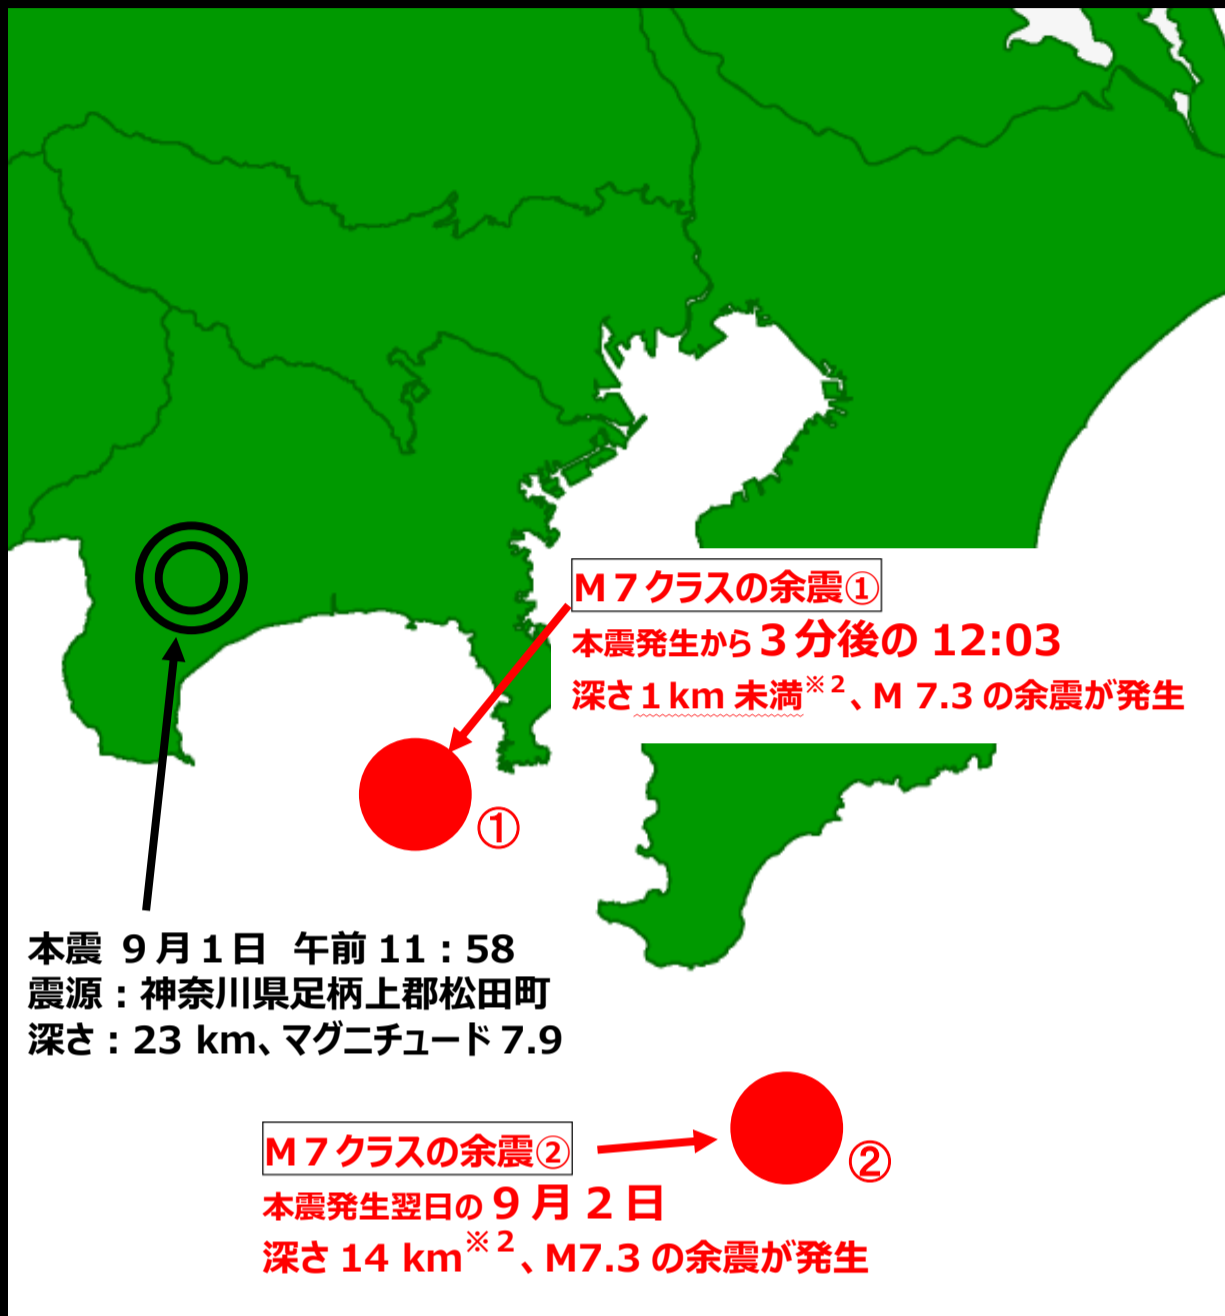 M７クラスの余震①
本震発生から３分後の 12:03
深さ１km 未満※２、M 7.3 の余震が発生
①
本震 ９月１日 午前 11：58
震源：神奈川県足柄上郡松田町
深さ：23 km、マグニチュード 7.9
M７クラスの余震②
②
本震発生翌日の９月２日
深さ 14 km※２、M7.3 の余震が発生